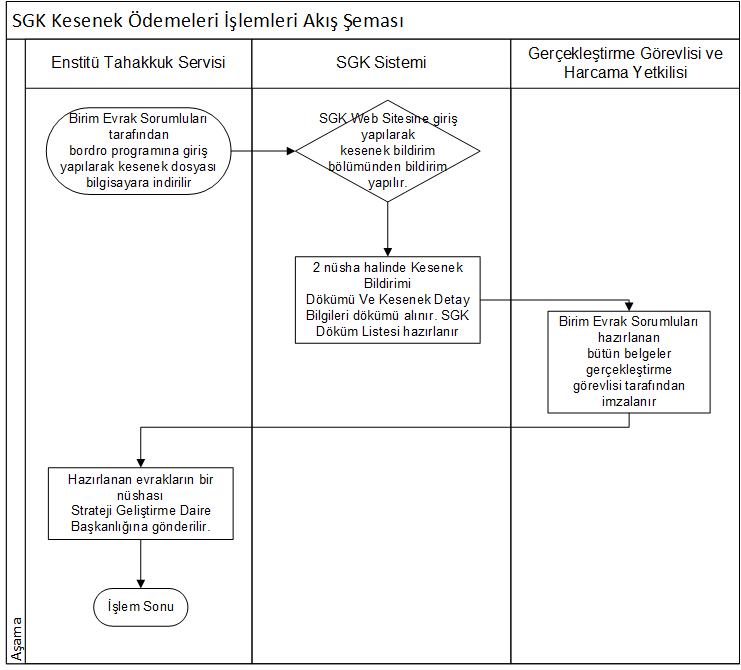 SGK Kesenek Ödemeleri İşlemleri Akış Şeması
Enstitü Tahakkuk Servisi
SGK Sistemi
Gerçekleştirme Görevlisi ve
Harcama Yetkilisi
Birim Evrak Sorumluları
tarafından
bordro programına giriş
yapılarak kesenek dosyası
bilgisayara indirilir
SGK Web Sitesine giriş
yapılarak
kesenek bildirim
bölümünden bildirim
yapılır.
2 nüsha halinde Kesenek
Bildirimi
Dökümü Ve Kesenek Detay
Bilgileri dökümü alınır. SGK
Döküm Listesi hazırlanır
Birim Evrak Sorumluları
hazırlanan
bütün belgeler
gerçekleştirme
görevlisi tarafından
imzalanır
Hazırlanan evrakların bir
nüshası
Strateji Geliştirme Daire
Başkanlığına gönderilir.
İşlem Sonu
Aşama